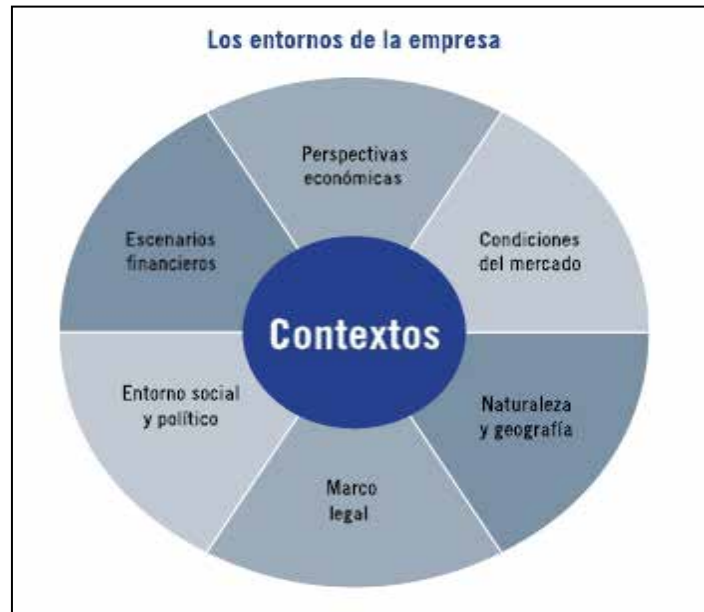 Los entornos de la empresa
Perspectivas
económicas
Escenarios
financieros
Condiciones
del mercado
Contextos
Entorno social
y político
Naturaleza
y geografía
Marco
legal